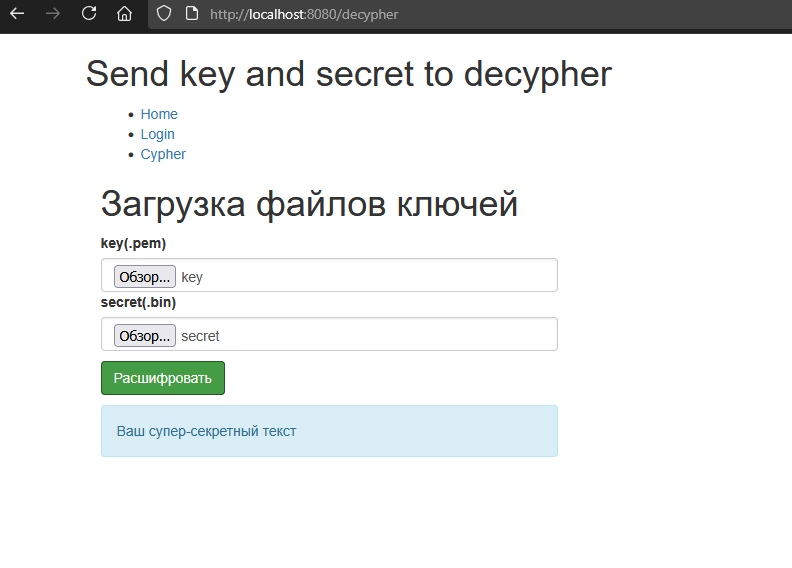 http://localhost:8080/decypher
Send key and secret to decypher
Home
Login
Cypher
Загрузка файлов ключей
key(.pem)
Обзор... key
secret(.bin)
Обзор... secret
Расшифровать
Ваш супер-секретный текст